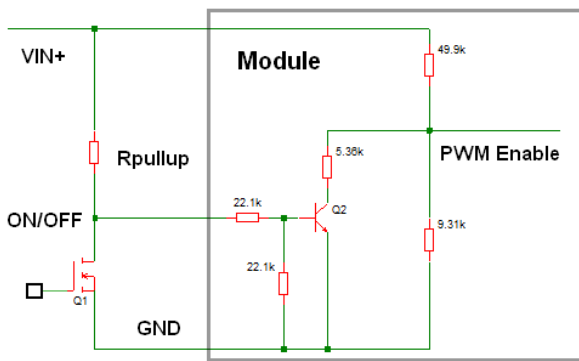 VIN+
Module
49.9k
Rpullup
5.36k
PWM Enable
ON/OFF
22.1k
Q2
9.31k
22.1k
Q1
GND